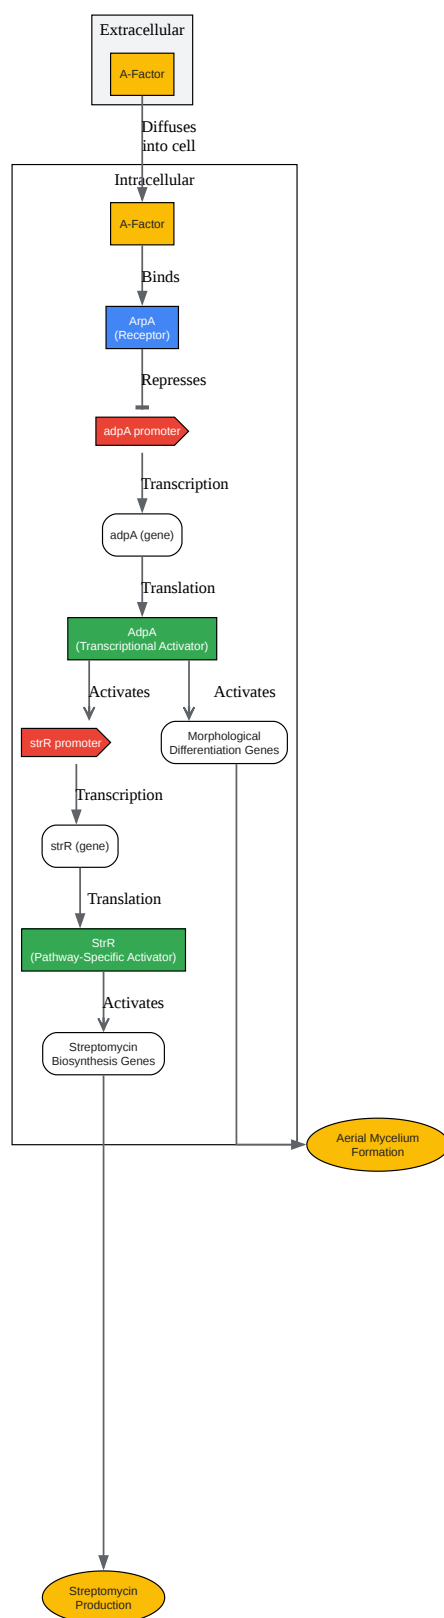 Extracellular
A-Factor
Diffuses
into cell
Intracellular
A-Factor
Binds
ArpA
(Receptor)
Represses
adpA promoter
Transcription
adpA (gene)
Translation
AdpA
(Transcriptional Activator)
Activates
Activates
strR promoter
Morphological
Differentiation Genes
Transcription
strR (gene)
Translation
StrR
(Pathway-Specific Activator)
Activates
Streptomycin
Biosynthesis Genes
Aerial Mycelium
Formation
Streptomycin
Production